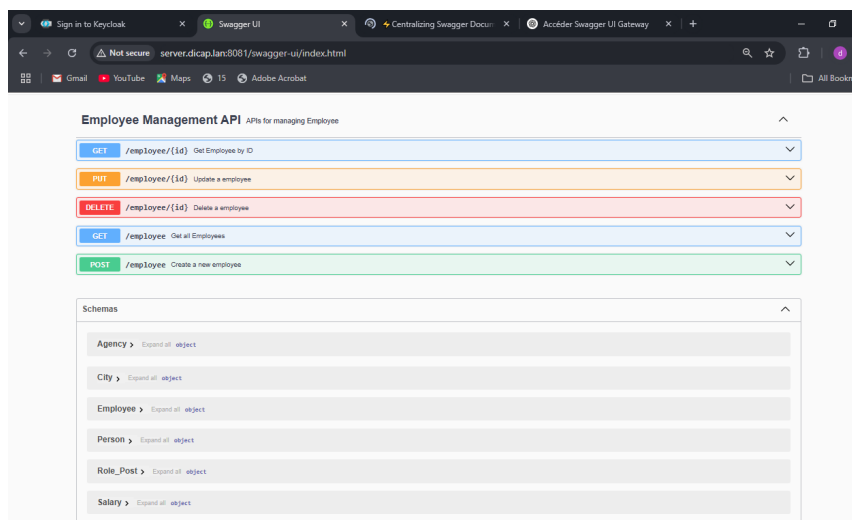 Sign in to Keycloak
Swagger UI
Centralizing Swagger Docum
Accéder Swagger UI Gateway
Not secure server.dicap.lan:8081/swagger-ui/index.html
d
Gmail YouTube Maps 15 Adobe Acrobat All Bookm
Employee Management API APIs for managing Employee
GET /employee/{id} Get Employee by ID
PUT /employee/{id} Update a employee
DELETE /employee/{id} Delete a employee
GET /employee Get all Employees
POST /employee Create a new employee
Schemas
Agency Expand all object
City Expand all object
Employee Expand all object
Person Expand all object
Role_Post Expand all object
Salary Expand all object